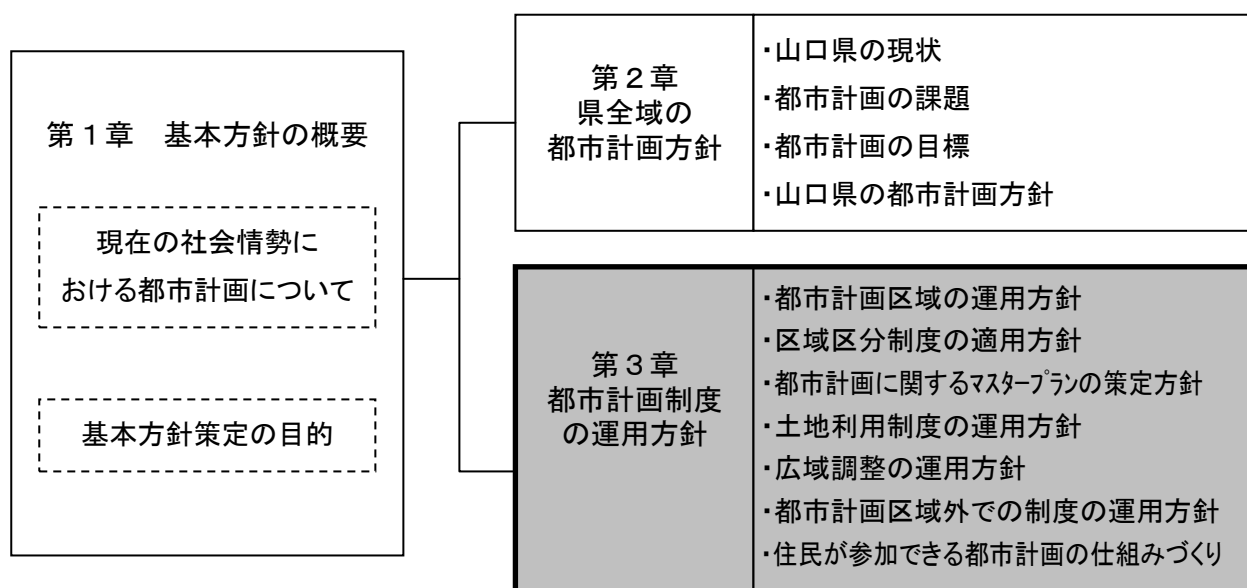 第1章　基本方針の概要
現在の社会情勢に
おける都市計画について
基本方針策定の目的
第2章
県全域の
都市計画方針
・山口県の現状
・都市計画の課題
・都市計画の目標
・山口県の都市計画方針
第3章
都市計画制度
の運用方針
・都市計画区域の運用方針
・区域区分制度の適用方針
・都市計画に関するマスタープランの策定方針
・土地利用制度の運用方針
・広域調整の運用方針
・都市計画区域外での制度の運用方針
・住民が参加できる都市計画の仕組みづくり